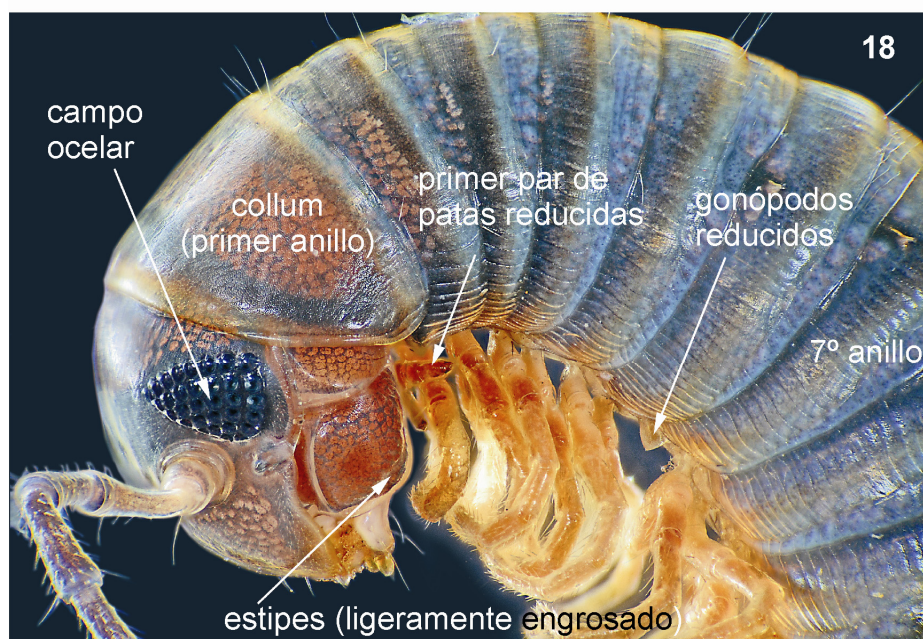 18
campo
ocelar
collum
(primer anillo)
primer par de
patas reducidas
gonópodos
reducidos
7º anillo
estipes (ligeramente engrosado)